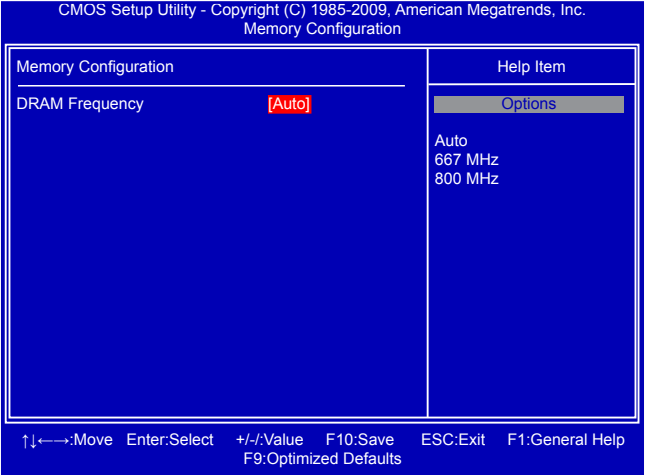 CMOS Setup Utility - Copyright (C) 1985-2009, American Megatrends, Inc.
Memory Configuration
Memory Configuration
Help Item
DRAM Frequency [Auto]
Options
Auto
667 MHz
800 MHz
↑↓←→:Move Enter:Select +/-/:Value F10:Save ESC:Exit F1:General Help
F9:Optimized Defaults